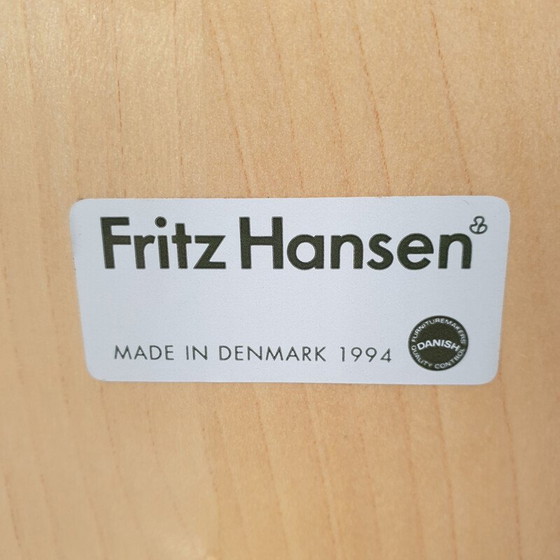 Fritz Hansen
MADE IN DENMARK 1994
FURNITUREMAKERS
DANISH
QUALITY CONTROL